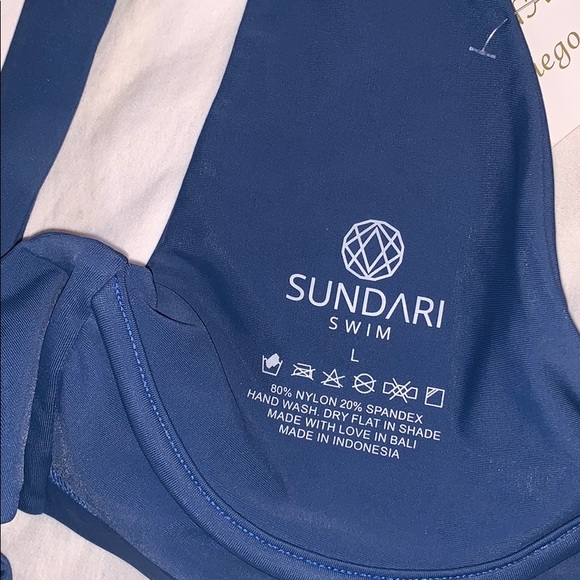 SUNDARI
SWIM
L
80% NYLON 20% SPANDEX
HAND WASH. DRY FLAT IN SHADE
MADE WITH LOVE IN BALI
MADE IN INDONESIA